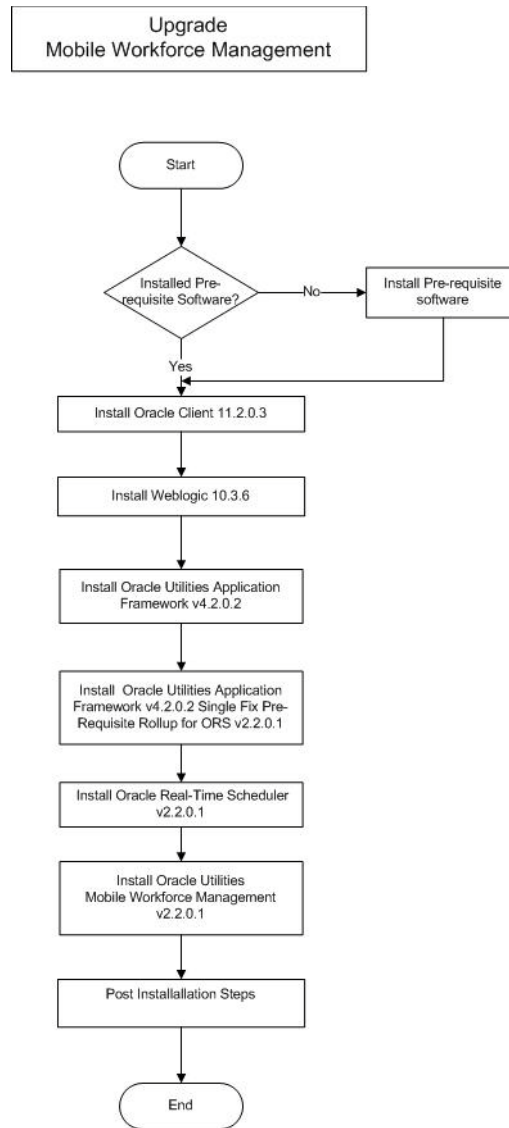 Upgrade
Mobile Workforce Management
Start
Installed Pre-
requisite Software?
No
Install Pre-requisite
software
Yes
Install Oracle Client 11.2.0.3
Install Weblogic 10.3.6
Install Oracle Utilities Application
Framework v4.2.0.2
Install Oracle Utilities Application
Framework v4.2.0.2 Single Fix Pre-
Requisite Rollup for ORS v2.2.0.1
Install Oracle Real-Time Scheduler
v2.2.0.1
Install Oracle Utilities
Mobile Workforce Management
v2.2.0.1
Post Installallation Steps
End